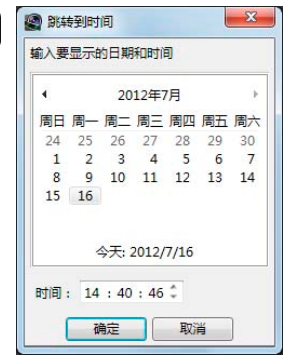 跳转到时间
输入要显示的日期和时间
2012年7月
周日 周一 周二 周三 周四 周五 周六
24 25 26 27 28 29 30
1 2 3 4 5 6 7
8 9 10 11 12 13 14
15 16
今天: 2012/7/16
时间: 14 : 40 : 46
确定 取消